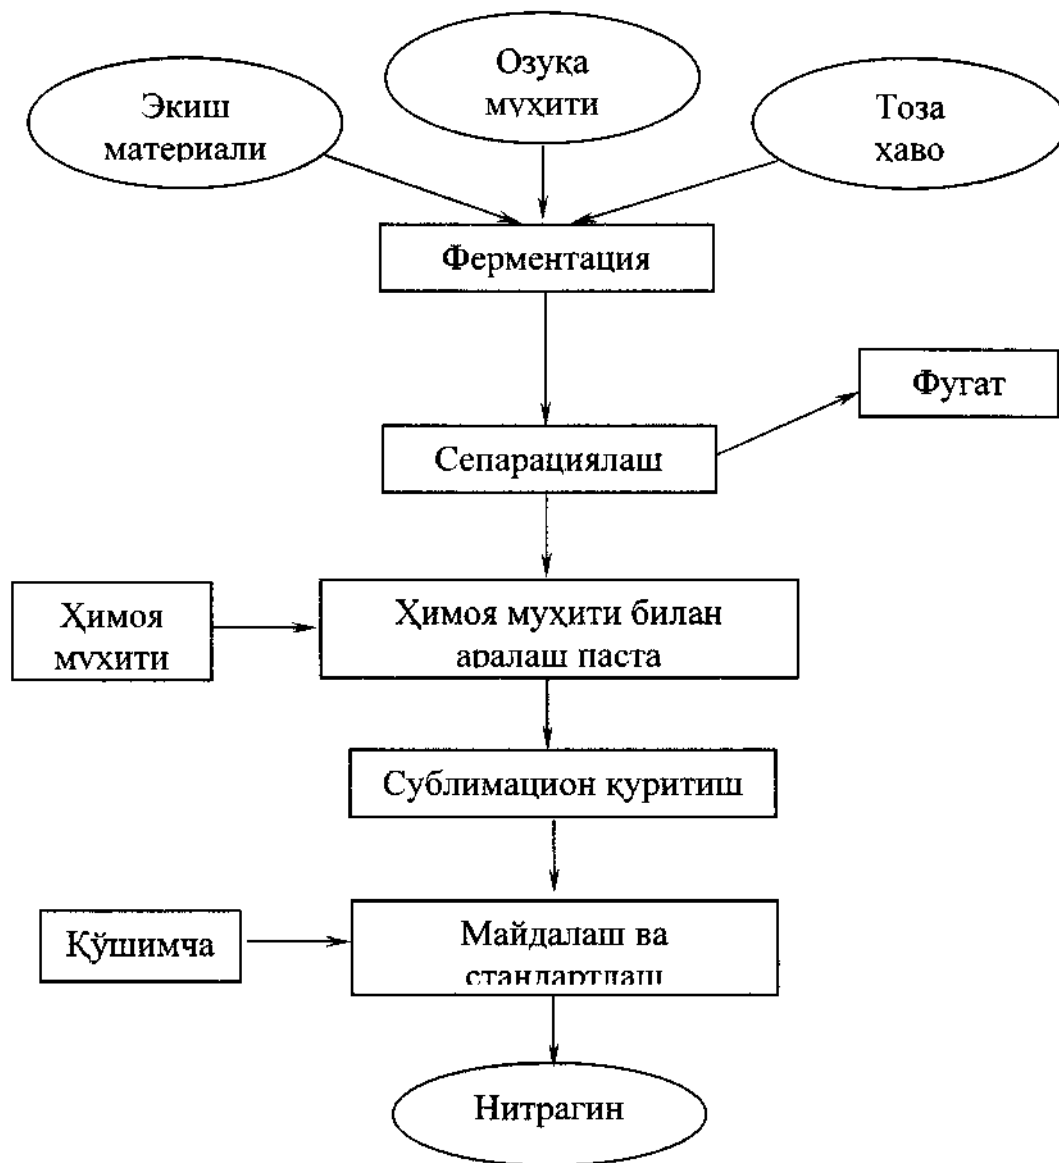 Озуқа
муҳити
Экиш
материали
Тоза
ҳаво
Ферментация
Фугат
Сепарациялаш
Ҳимоя
муҳити
Ҳимоя муҳити билан
аралаш паста
Сублимацион қуритиш
Қўшимча
Майдалаш ва
стандартлаш
Нитрагин